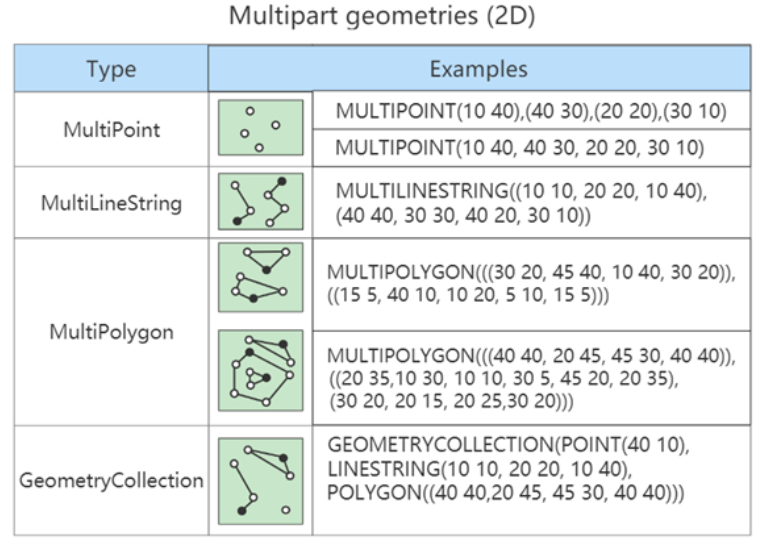 Multipart geometries (2D)
Type Examples
MultiPoint
MULTIPOINT(10 40),(40 30),(20 20),(30 10)
MULTIPOINT(10 40, 40 30, 20 20, 30 10)
MultiLineString
MULTILINESTRING((10 10, 20 20, 10 40),
(40 40, 30 30, 40 20, 30 10))
MultiPolygon
MULTIPOLYGON(((30 20, 45 40, 10 40, 30 20)),
((15 5, 40 10, 10 20, 5 10, 15 5)))
MULTIPOLYGON(((40 40, 20 45, 45 30, 40 40)),
((20 35,10 30, 10 10, 30 5, 45 20, 20 35),
(30 20, 20 15, 20 25,30 20)))
GeometryCollection
GEOMETRYCOLLECTION(POINT(40 10),
LINESTRING(10 10, 20 20, 10 40),
POLYGON((40 40,20 45, 45 30, 40 40)))